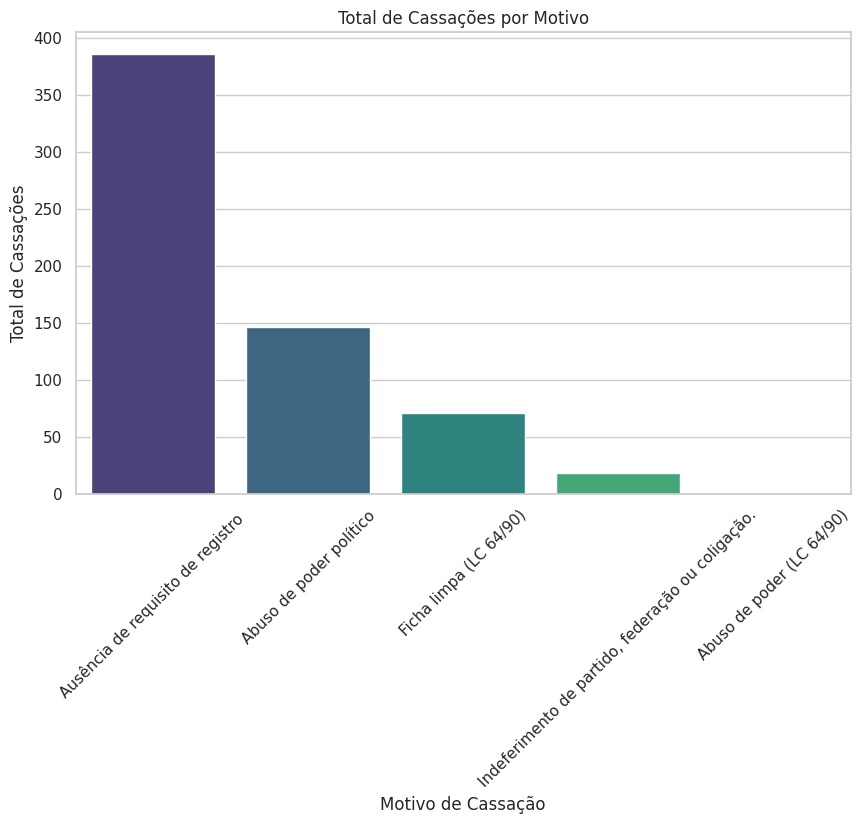 Total de Cassações por Motivo
Total de Cassações
400
350
300
250
200
150
100
50
0
Ausência de requisito de registro
Abuso de poder político
Ficha limpa (LC 64/90)
Indeferimento de partido, federação ou coligação.
Abuso de poder (LC 64/90)
Motivo de Cassação